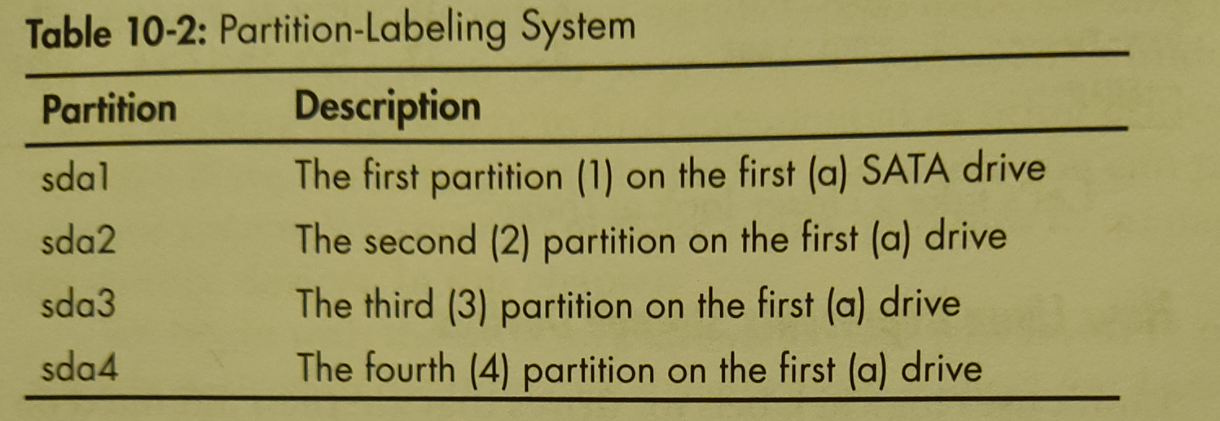 Table 10-2: Partition-Labeling System
Partition Description
sda1 The first partition (1) on the first (a) SATA drive
sda2 The second (2) partition on the first (a) drive
sda3 The third (3) partition on the first (a) drive
sda4 The fourth (4) partition on the first (a) drive